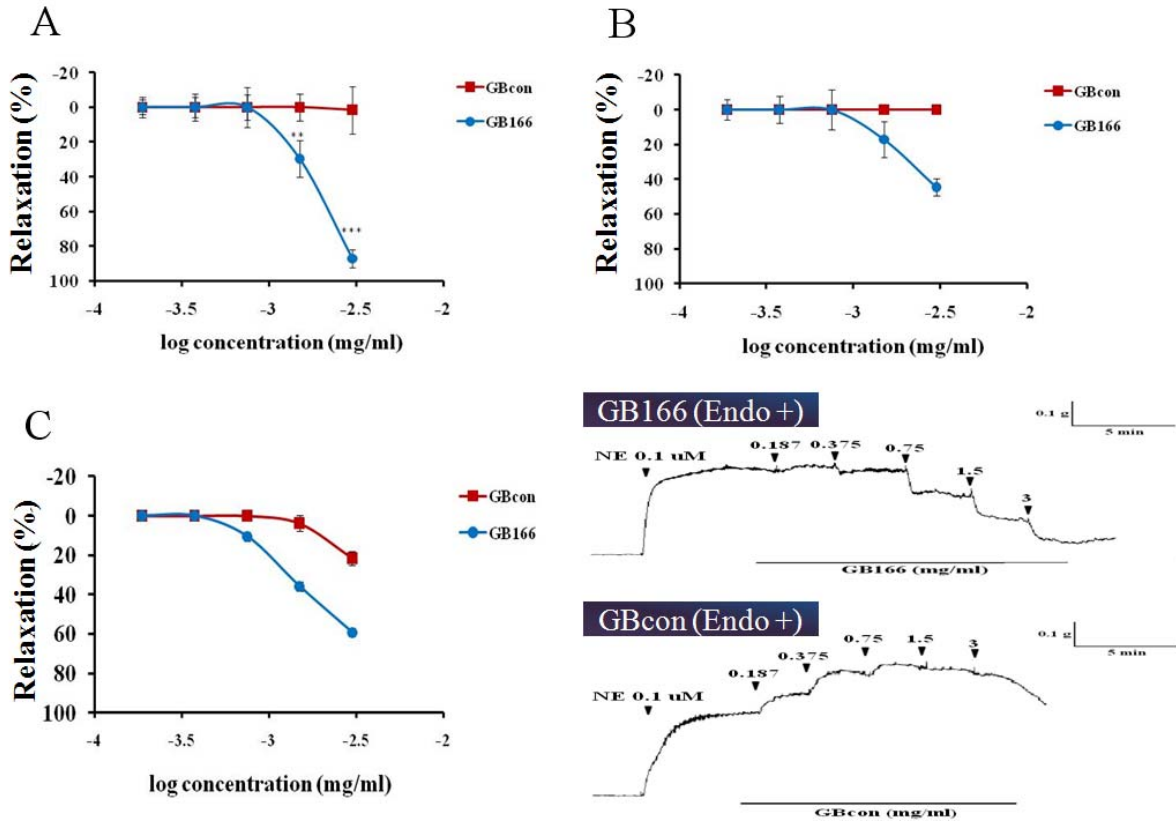 A
Relaxation (%)
-20
0
20
40
60
80
100
-4
-3.5
-3
-2.5
-2
log concentration (mg/ml)
**
***
GBcon
GB166
B
Relaxation (%)
-20
0
20
40
60
80
100
-4
-3.5
-3
-2.5
-2
log concentration (mg/ml)
GBcon
GB166
C
Relaxation (%)
-20
0
20
40
60
80
100
-4
-3.5
-3
-2.5
-2
log concentration (mg/ml)
GBcon
GB166
GB166 (Endo +)
0.1 g
5 min
NE 0.1 uM
0.187
0.375
0.75
1.5
3
GB166 (mg/ml)
GBcon (Endo +)
0.1 g
5 min
NE 0.1 uM
0.187
0.375
0.75
1.5
3
GBcon (mg/ml)